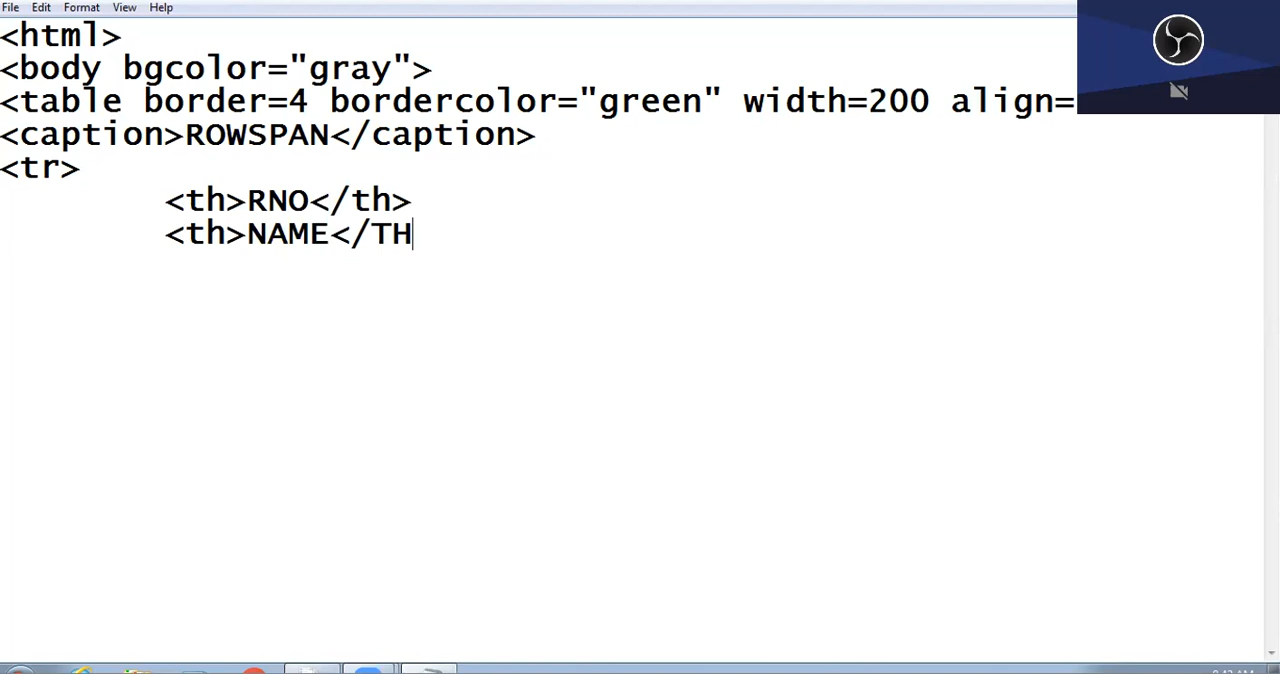 File Edit Format View Help
<html>
<body bgcolor="gray">
<table border=4 bordercolor="green" width=200 align=
<caption>ROWSPAN</caption>
<tr>
<th>RNO</th>
<th>NAME</TH